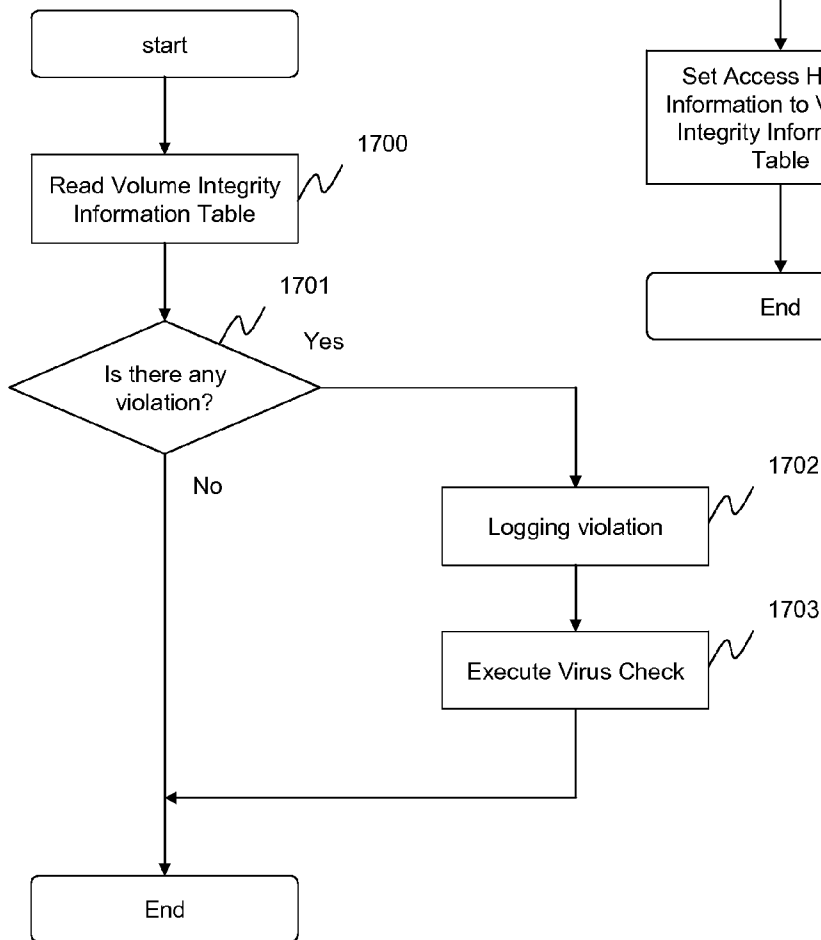 start
1700
Read Volume Integrity
Information Table
1701
Is there any
violation?
Yes
No
1702
Logging violation
1703
Execute Virus Check
End
Set Access
Information to
Integrity
Table
End